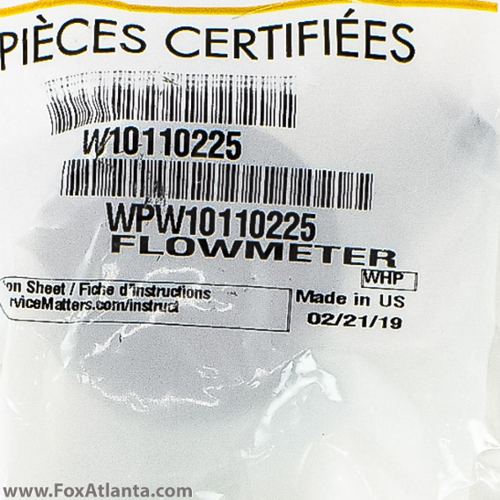 PIÈCES CERTIFIÉES
W10110225
WPW10110225
FLOWMETER
WHP
on Sheet / Fiche d'instructions
rviceMatters.com/instruct
Made in US
02/21/19
www.FoxAtlanta.com